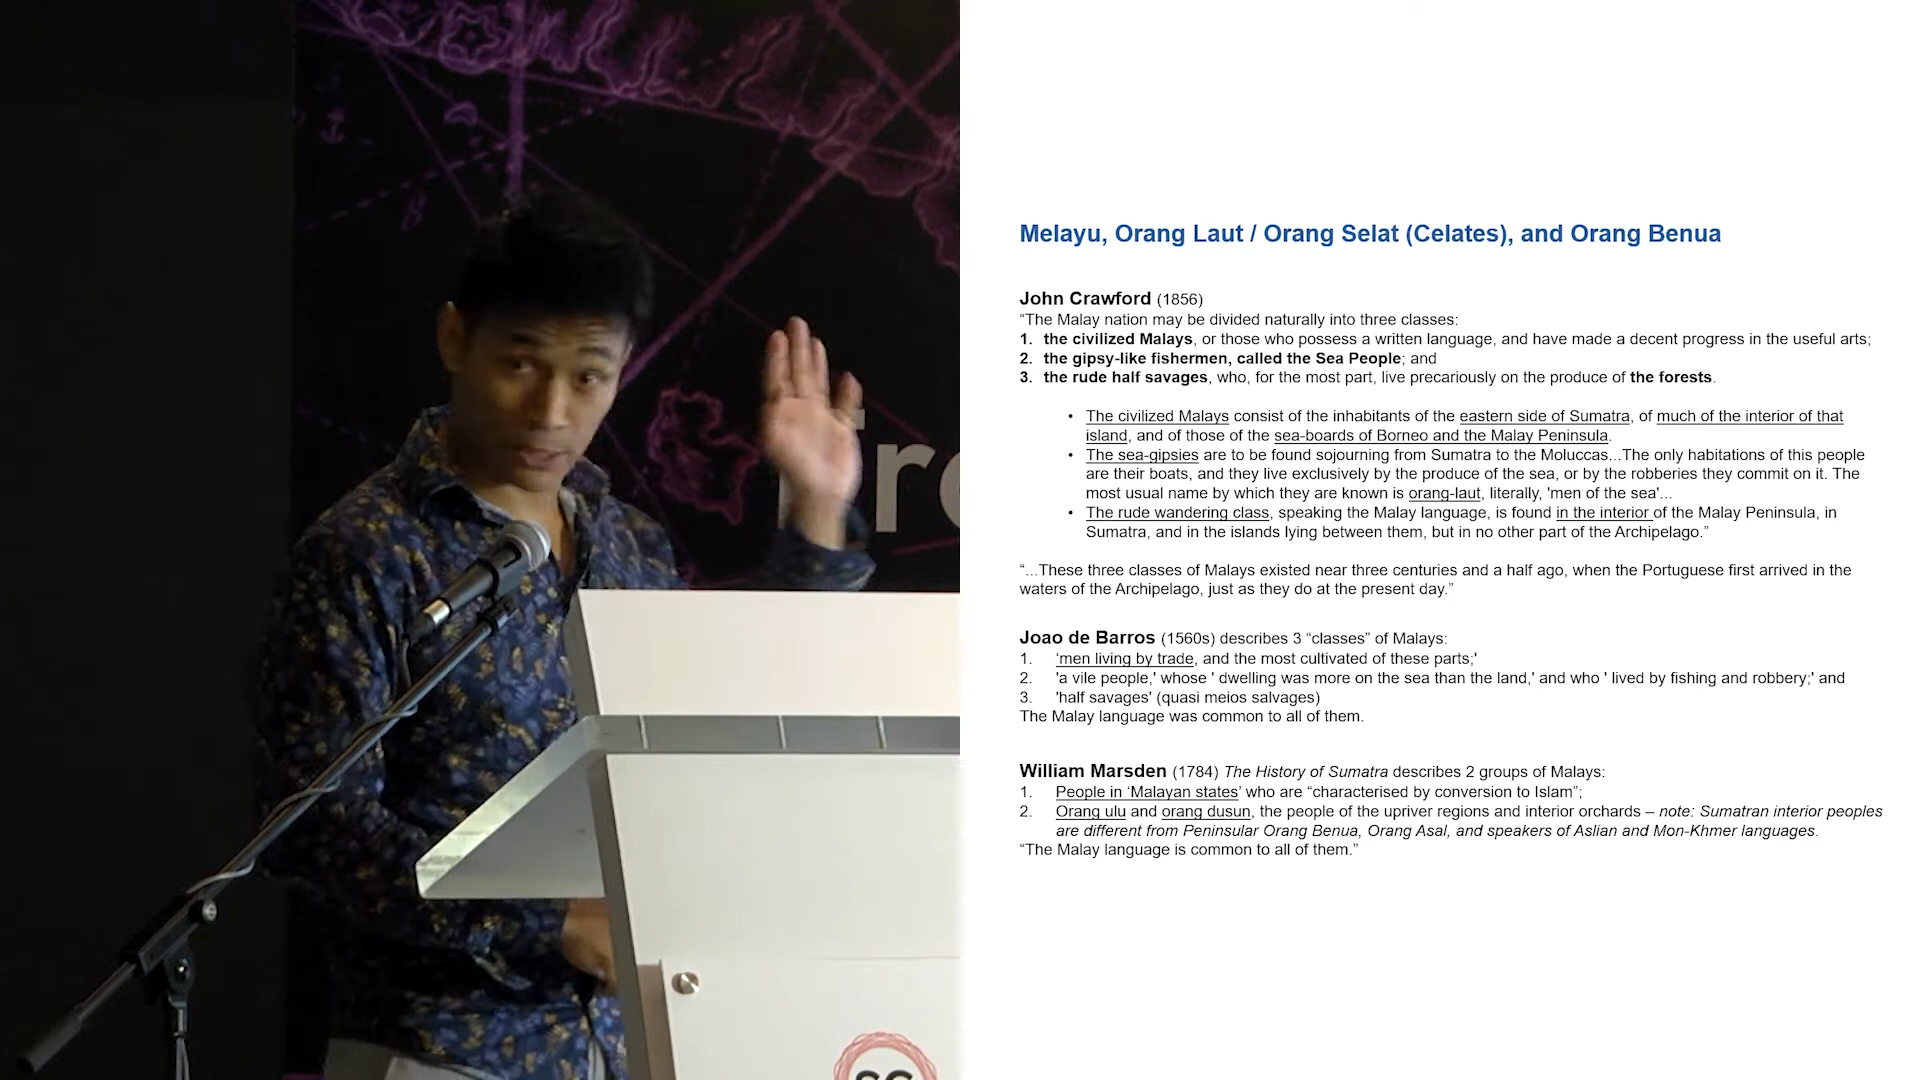 Fro
SG
Melayu, Orang Laut / Orang Selat (Celates), and Orang Benua
John Crawford (1856)
“The Malay nation may be divided naturally into three classes:
1. the civilized Malays, or those who possess a written language, and have made a decent progress in the useful arts;
2. the gipsy-like fishermen, called the Sea People; and
3. the rude half savages, who, for the most part, live precariously on the produce of the forests.
• The civilized Malays consist of the inhabitants of the eastern side of Sumatra, of much of the interior of that
island, and of those of the sea-boards of Borneo and the Malay Peninsula.
• The sea-gipsies are to be found sojourning from Sumatra to the Moluccas...The only habitations of this people
are their boats, and they live exclusively by the produce of the sea, or by the robberies they commit on it. The
most usual name by which they are known is orang-laut, literally, 'men of the sea'...
• The rude wandering class, speaking the Malay language, is found in the interior of the Malay Peninsula, in
Sumatra, and in the islands lying between them, but in no other part of the Archipelago.”
“...These three classes of Malays existed near three centuries and a half ago, when the Portuguese first arrived in the
waters of the Archipelago, just as they do at the present day.”
Joao de Barros (1560s) describes 3 “classes” of Malays:
1. ‘men living by trade, and the most cultivated of these parts;'
2. 'a vile people,' whose ' dwelling was more on the sea than the land,' and who ' lived by fishing and robbery;' and
3. 'half savages' (quasi meios salvages)
The Malay language was common to all of them.
William Marsden (1784) The History of Sumatra describes 2 groups of Malays:
1. People in ‘Malayan states’ who are “characterised by conversion to Islam”;
2. Orang ulu and orang dusun, the people of the upriver regions and interior orchards – note: Sumatran interior peoples
are different from Peninsular Orang Benua, Orang Asal, and speakers of Aslian and Mon-Khmer languages.
“The Malay language is common to all of them.”